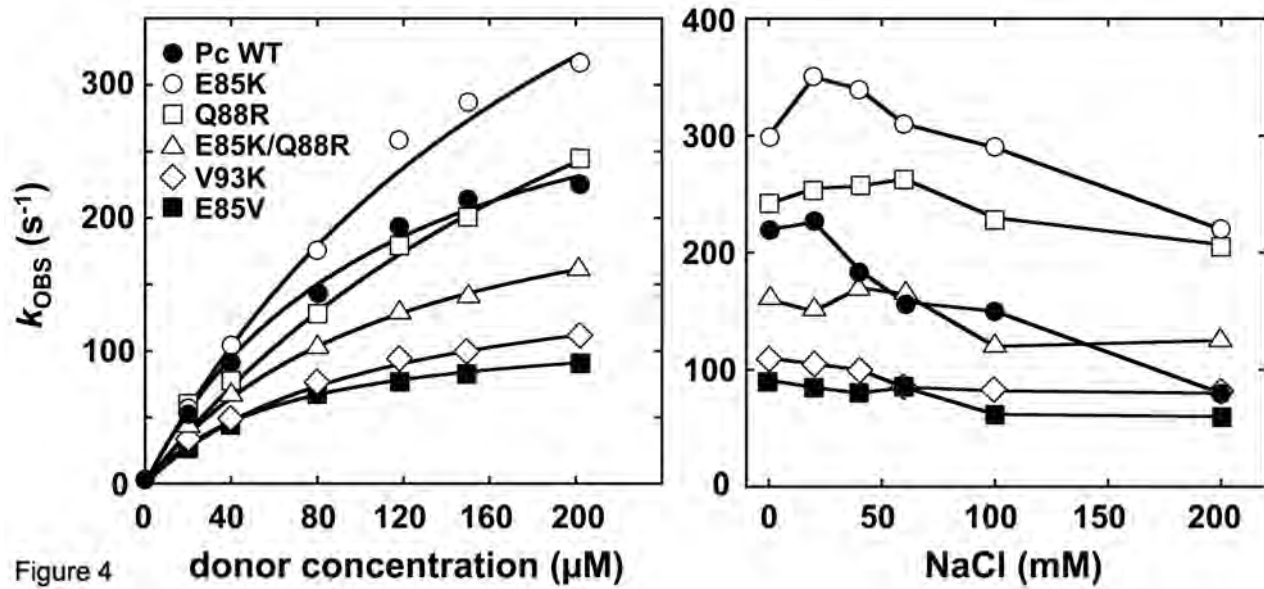 300
200
100
0
k_OBS (s⁻¹)
Pc WT
E85K
Q88R
E85K/Q88R
V93K
E85V
0 40 80 120 160 200
donor concentration (µM)
400
300
200
100
0
0 50 100 150 200
NaCl (mM)
Figure 4